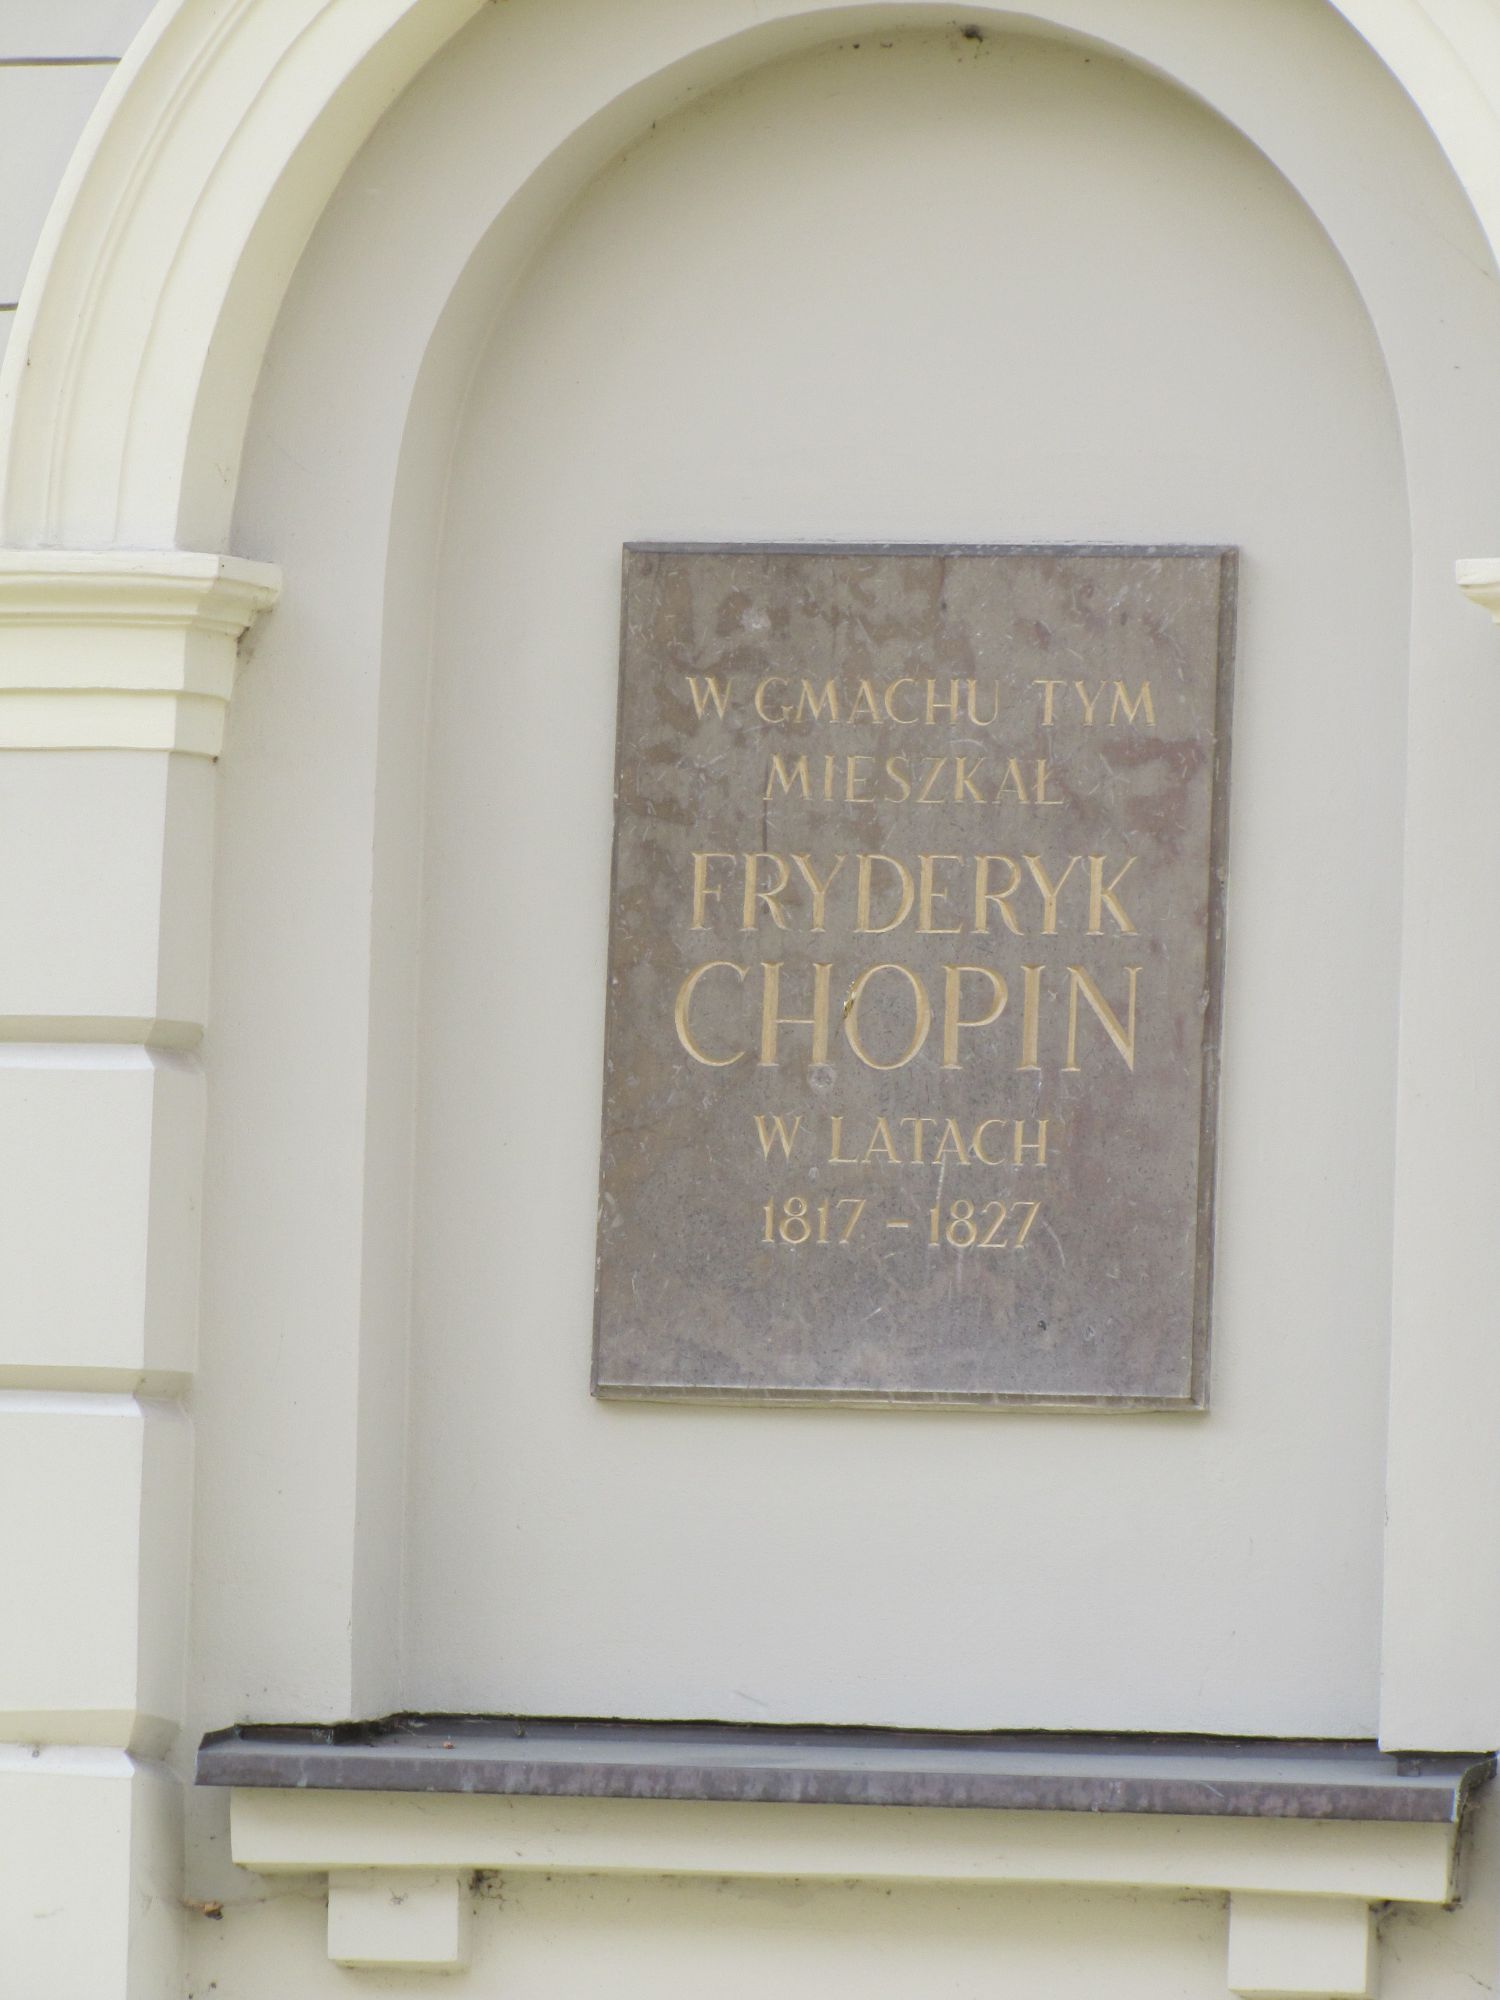 W GMACHU TYM
MIESZKAŁ
FRYDERYK
CHOPIN
W LATACH
1817 – 1827